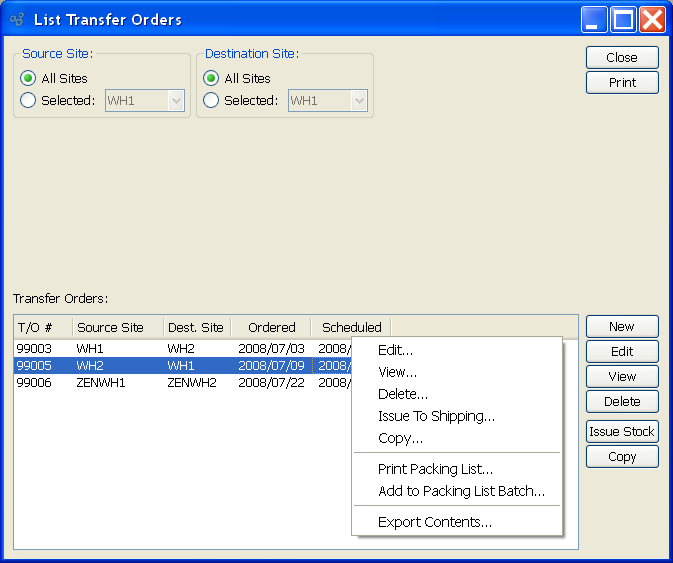 List Transfer Orders
Source Site: Destination Site:
All Sites All Sites Close
Selected: WH1 Selected: WH1 Print
Transfer Orders:
T/O # Source Site Dest. Site Ordered Scheduled New
99003 WH1 WH2 2008/07/03 2008/
99005 WH2 WH1 2008/07/09 2008/
99006 ZENWH1 ZENWH2 2008/07/22 2008/
Edit...
View...
Delete...
Issue To Shipping...
Copy...
Print Packing List...
Add to Packing List Batch...
Export Contents...
Edit
View
Delete
Issue Stock
Copy